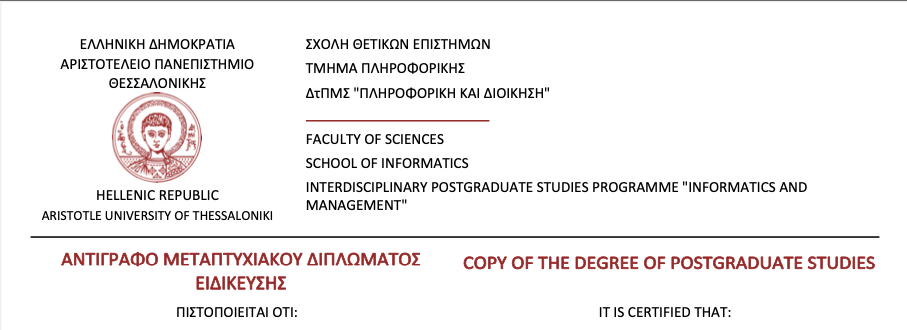 ΕΛΛΗΝΙΚΗ ΔΗΜΟΚΡΑΤΙΑ
ΑΡΙΣΤΟΤΕΛΕΙΟ ΠΑΝΕΠΙΣΤΗΜΙΟ
ΘΕΣΣΑΛΟΝΙΚΗΣ
HELLENIC REPUBLIC
ARISTOTLE UNIVERSITY OF THESSALONIKI
ΣΧΟΛΗ ΘΕΤΙΚΩΝ ΕΠΙΣΤΗΜΩΝ
ΤΜΗΜΑ ΠΛΗΡΟΦΟΡΙΚΗΣ
ΔτΠΜΣ "ΠΛΗΡΟΦΟΡΙΚΗ ΚΑΙ ΔΙΟΙΚΗΣΗ"
FACULTY OF SCIENCES
SCHOOL OF INFORMATICS
INTERDISCIPLINARY POSTGRADUATE STUDIES PROGRAMME "INFORMATICS AND
MANAGEMENT"
ΑΝΤΙΓΡΑΦΟ ΜΕΤΑΠΤΥΧΙΑΚΟΥ ΔΙΠΛΩΜΑΤΟΣ
ΕΙΔΙΚΕΥΣΗΣ
ΠΙΣΤΟΠΟΙΕΙΤΑΙ ΟΤΙ:
COPY OF THE DEGREE OF POSTGRADUATE STUDIES
IT IS CERTIFIED THAT: